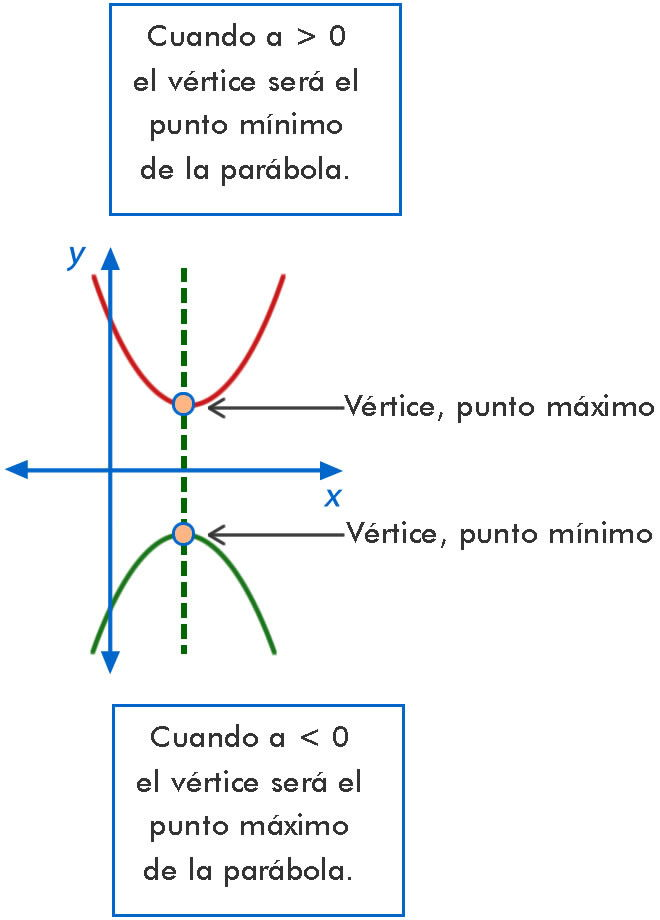 Cuando a > 0
el vértice será el
punto mínimo
de la parábola.
y
Vértice, punto máximo
x
Vértice, punto mínimo
Cuando a < 0
el vértice será el
punto máximo
de la parábola.